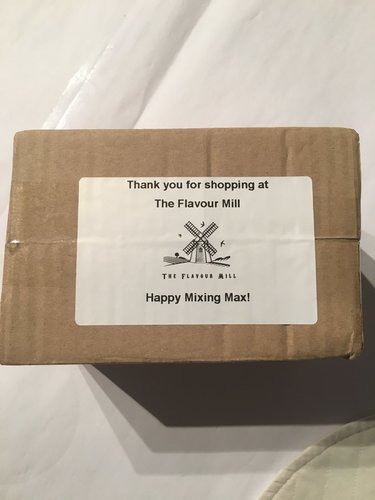 Thank you for shopping at
The Flavour Mill
THE FLAVOUR MILL
Happy Mixing Max!